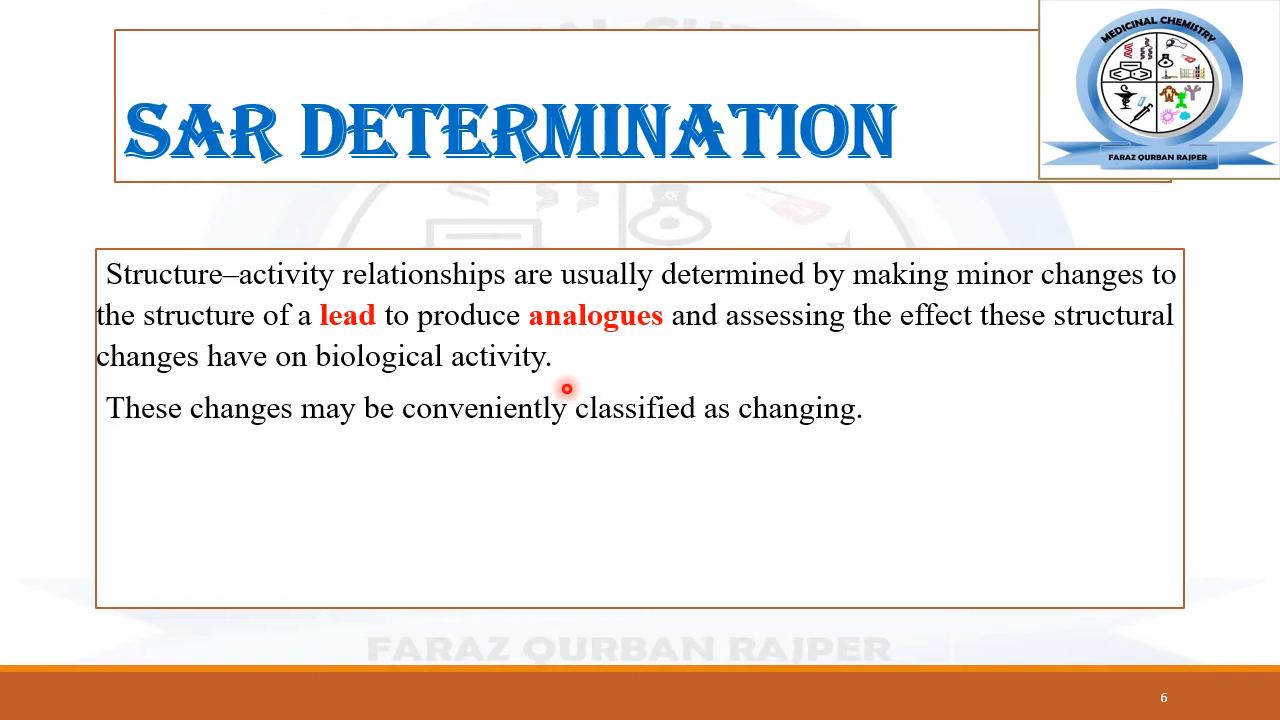 SAR DETERMINATION
MEDICINAL CHEMISTRY
FARAZ QURBAN RAJPER
Structure–activity relationships are usually determined by making minor changes to
the structure of a lead to produce analogues and assessing the effect these structural
changes have on biological activity.
These changes may be conveniently classified as changing.
FARAZ QURBAN RAJPER
6